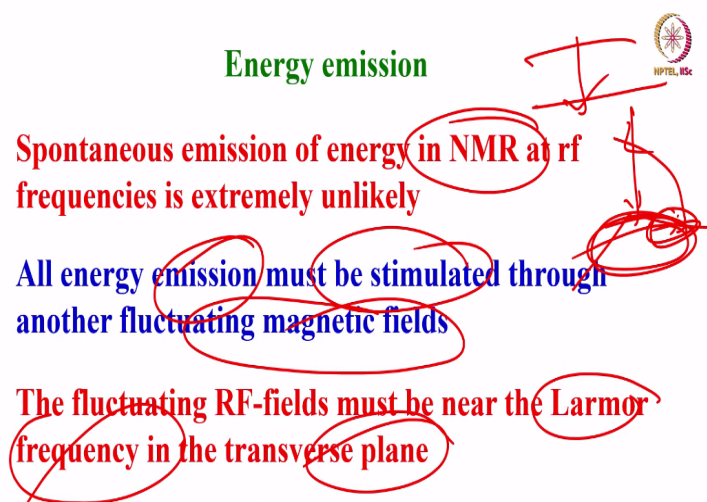 Energy emission
NPTEL, IISc
Spontaneous emission of energy in NMR at rf
frequencies is extremely unlikely
All energy emission must be stimulated through
another fluctuating magnetic fields
The fluctuating RF-fields must be near the Larmor
frequency in the transverse plane